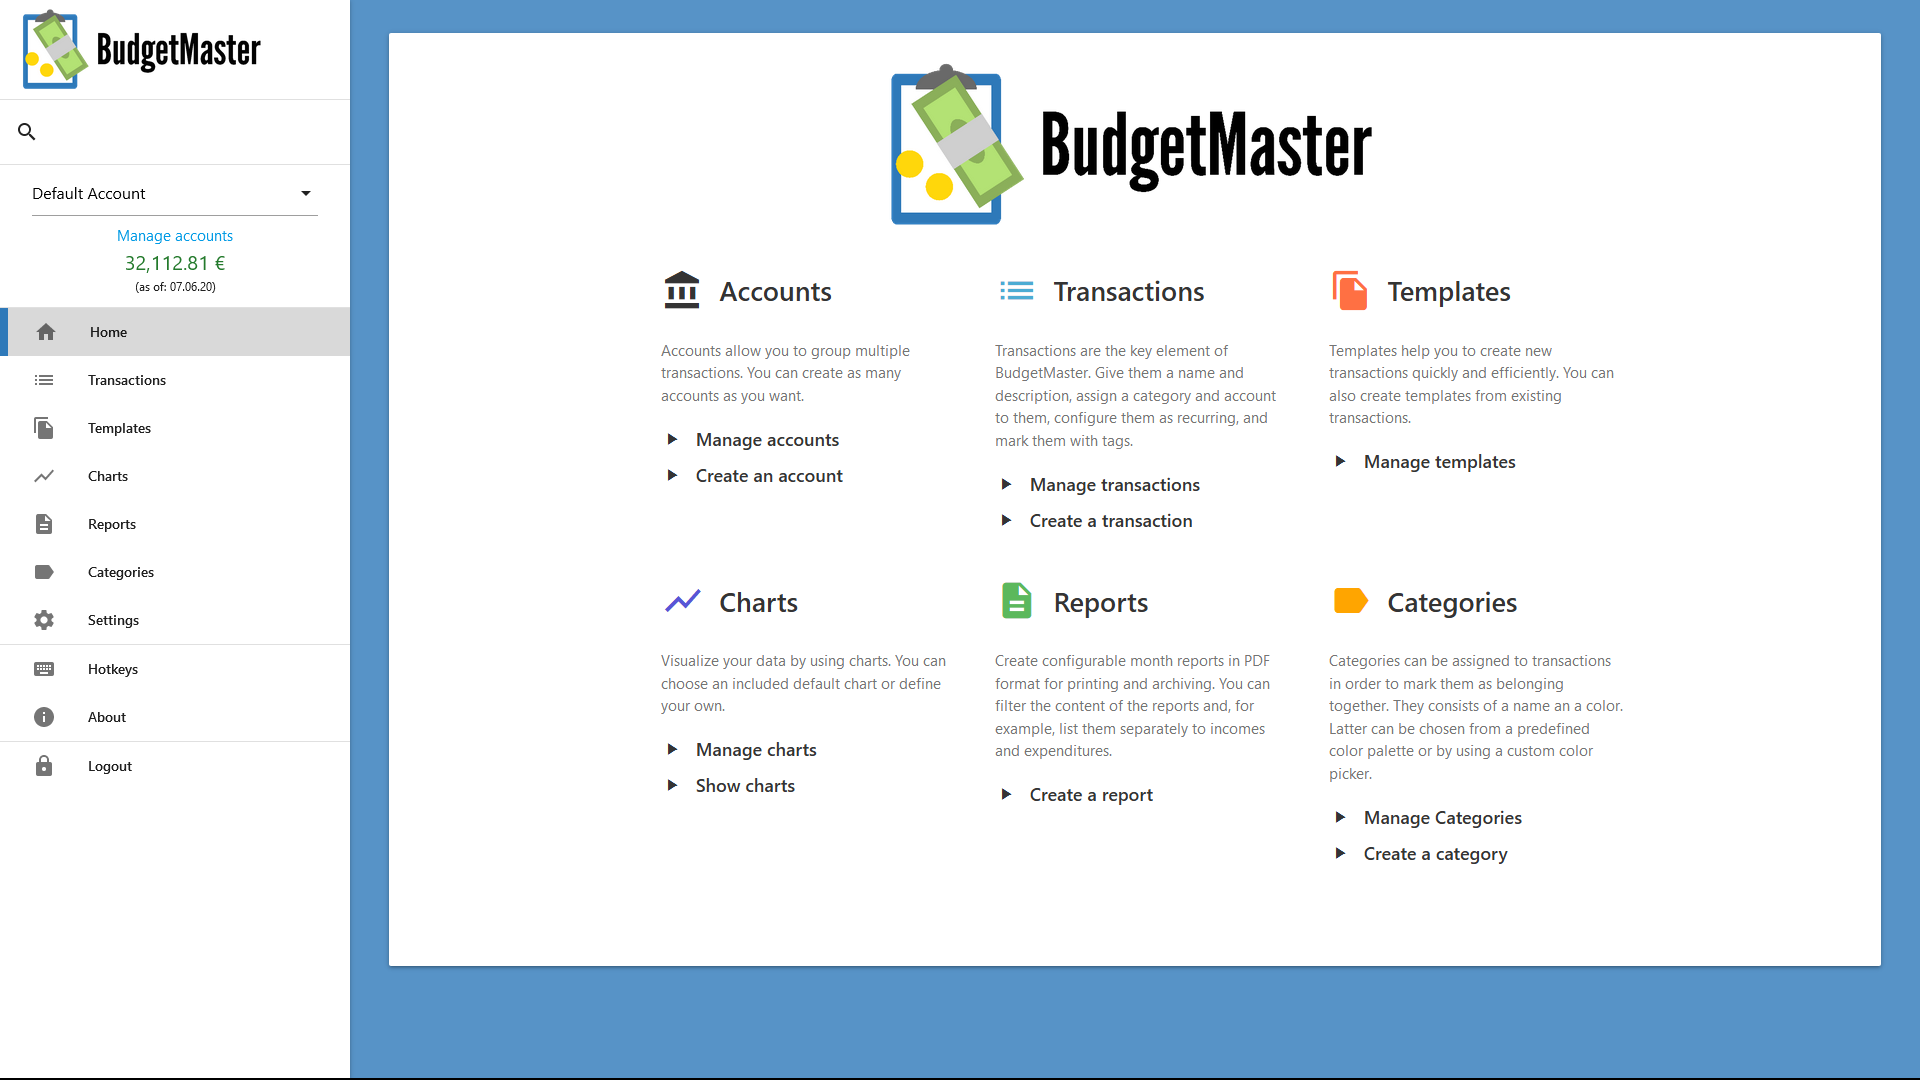 BudgetMaster
Default Account
Manage accounts
32,112.81 €
(as of: 07.06.20)
Home
Transactions
Templates
Charts
Reports
Categories
Settings
Hotkeys
About
Logout
BudgetMaster
Accounts
Accounts allow you to group multiple
transactions. You can create as many
accounts as you want.
Manage accounts
Create an account
Transactions
Transactions are the key element of
BudgetMaster. Give them a name and
description, assign a category and account
to them, configure them as recurring, and
mark them with tags.
Manage transactions
Create a transaction
Templates
Templates help you to create new
transactions quickly and efficiently. You can
also create templates from existing
transactions.
Manage templates
Charts
Visualize your data by using charts. You can
choose an included default chart or define
your own.
Manage charts
Show charts
Reports
Create configurable month reports in PDF
format for printing and archiving. You can
filter the content of the reports and, for
example, list them separately to incomes
and expenditures.
Create a report
Categories
Categories can be assigned to transactions
in order to mark them as belonging
together. They consists of a name an a color.
Latter can be chosen from a predefined
color palette or by using a custom color
picker.
Manage Categories
Create a category